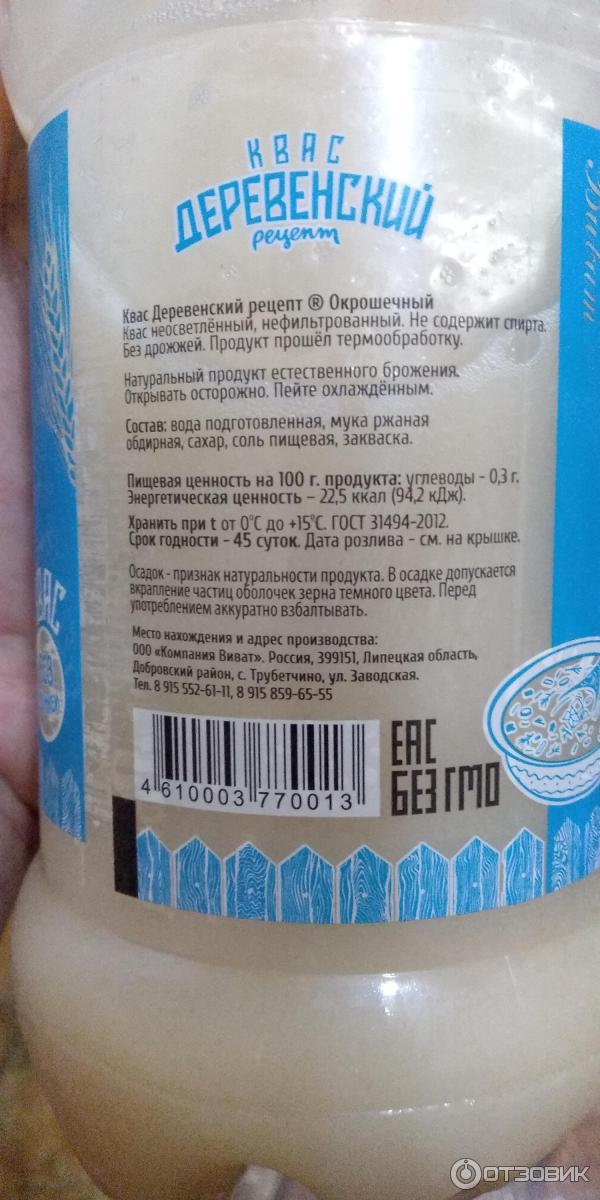 КВАС
ДЕРЕВЕНСКИЙ
рецепт
Квас Деревенский рецепт ® Окрошечный
Квас неосветлённый, нефильтрованный. Не содержит спирта.
Без дрожжей. Продукт прошёл термообработку.
Натуральный продукт естественного брожения.
Открывать осторожно. Пейте охлаждённым.
Состав: вода подготовленная, мука ржаная
обдирная, сахар, соль пищевая, закваска.
Пищевая ценность на 100 г. продукта: углеводы - 0,3 г.
Энергетическая ценность – 22,5 ккал (94,2 кДж).
Хранить при t от 0°С до +15°С. ГОСТ 31494-2012.
Срок годности - 45 суток. Дата розлива - см. на крышке.
Осадок - признак натуральности продукта. В осадке допускается
вкрапление частиц оболочек зерна темного цвета. Перед
употреблением аккуратно взбалтывать.
Место нахождения и адрес производства:
ООО «Компания Виват». Россия, 399151, Липецкая область,
Добровский район, с. Трубетчино, ул. Заводская.
Тел. 8 915 552-61-11, 8 915 859-65-55
4 610003 770013
EAC
БЕЗ ГМО
ОТЗОВИК